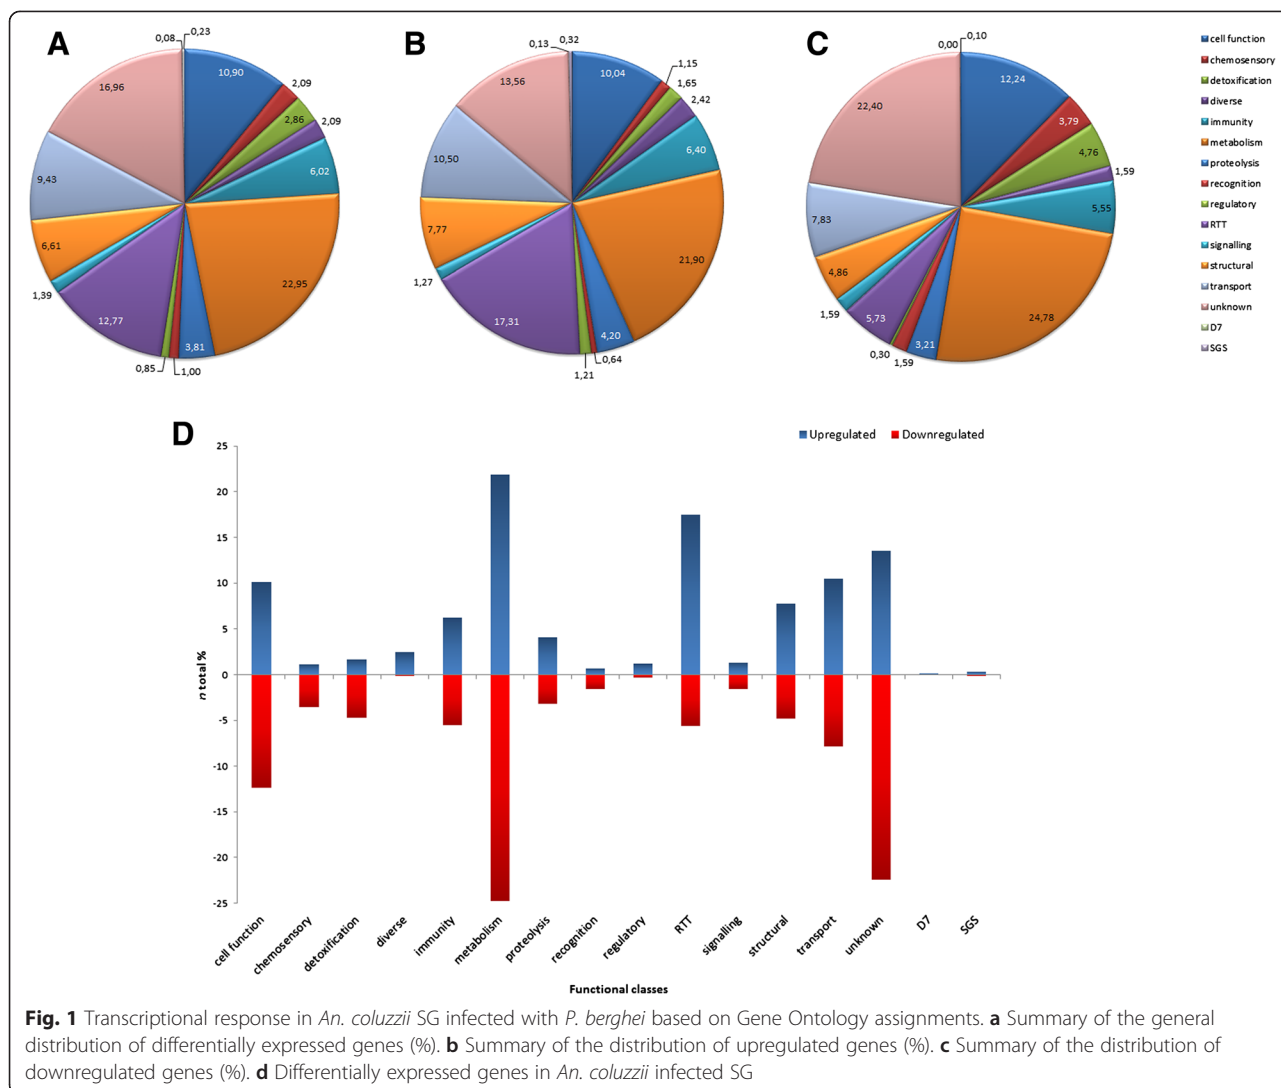 A
0,08
0,23
10,90
2,09
2,86
2,09
6,02
22,95
3,81
1,00
0,85
12,77
1,39
6,61
9,43
16,96
B
0,13
0,32
10,04
1,15
1,65
2,42
6,40
21,90
4,20
0,64
1,21
17,31
1,27
7,77
10,50
13,56
C
0,00
0,10
12,24
3,79
4,76
1,59
5,55
24,78
3,21
1,59
0,30
5,73
1,59
4,86
7,83
22,40
cell function
chemosensory
detoxification
diverse
immunity
metabolism
proteolysis
recognition
regulatory
RTT
signalling
structural
transport
unknown
D7
SGS
D
Upregulated Downregulated
25
20
15
10
5
0
-5
-10
-15
-20
-25
n total %
cell function
chemosensory
detoxification
diverse
immunity
metabolism
proteolysis
recognition
regulatory
RTT
signalling
structural
transport
unknown
D7
SGS
Functional classes
Fig. 1 Transcriptional response in An. coluzzii SG infected with P. berghei based on Gene Ontology assignments. a Summary of the general
distribution of differentially expressed genes (%). b Summary of the distribution of upregulated genes (%). c Summary of the distribution of
downregulated genes (%). d Differentially expressed genes in An. coluzzii infected SG